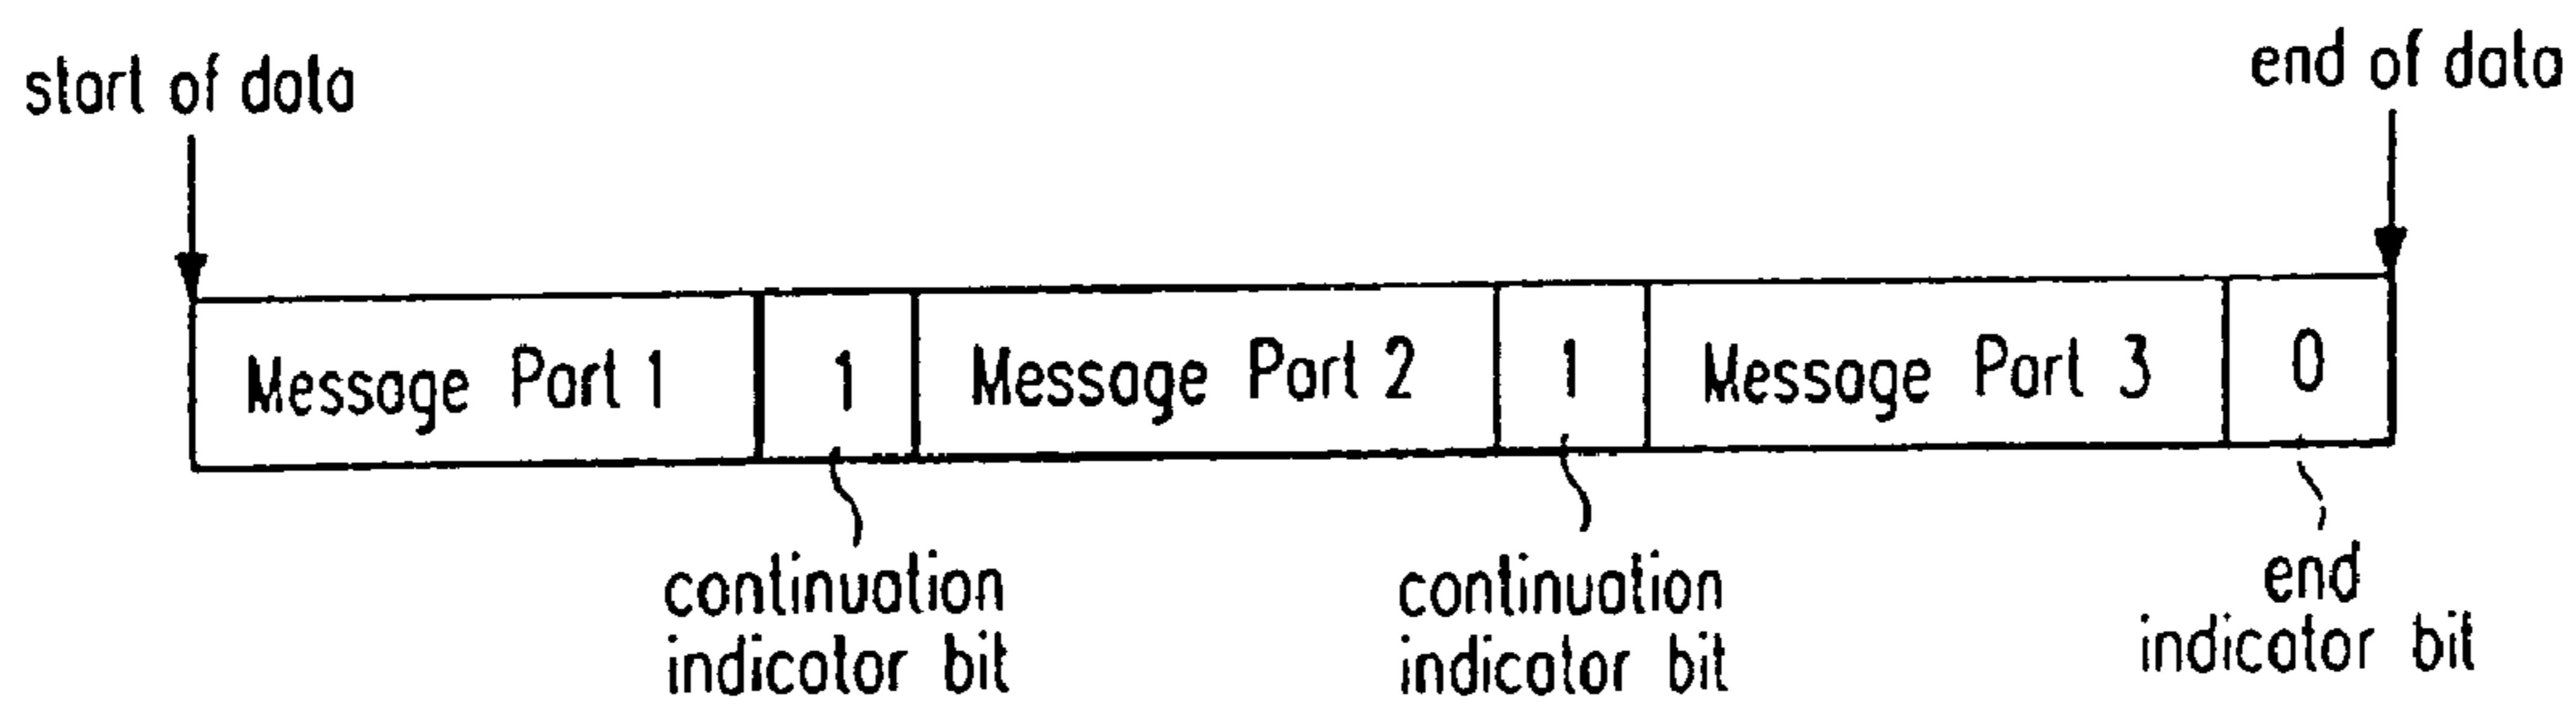 start of data
end of data
Message Part 1
1
Message Part 2
1
Message Part 3
0
continuation
indicator bit
continuation
indicator bit
end
indicator bit